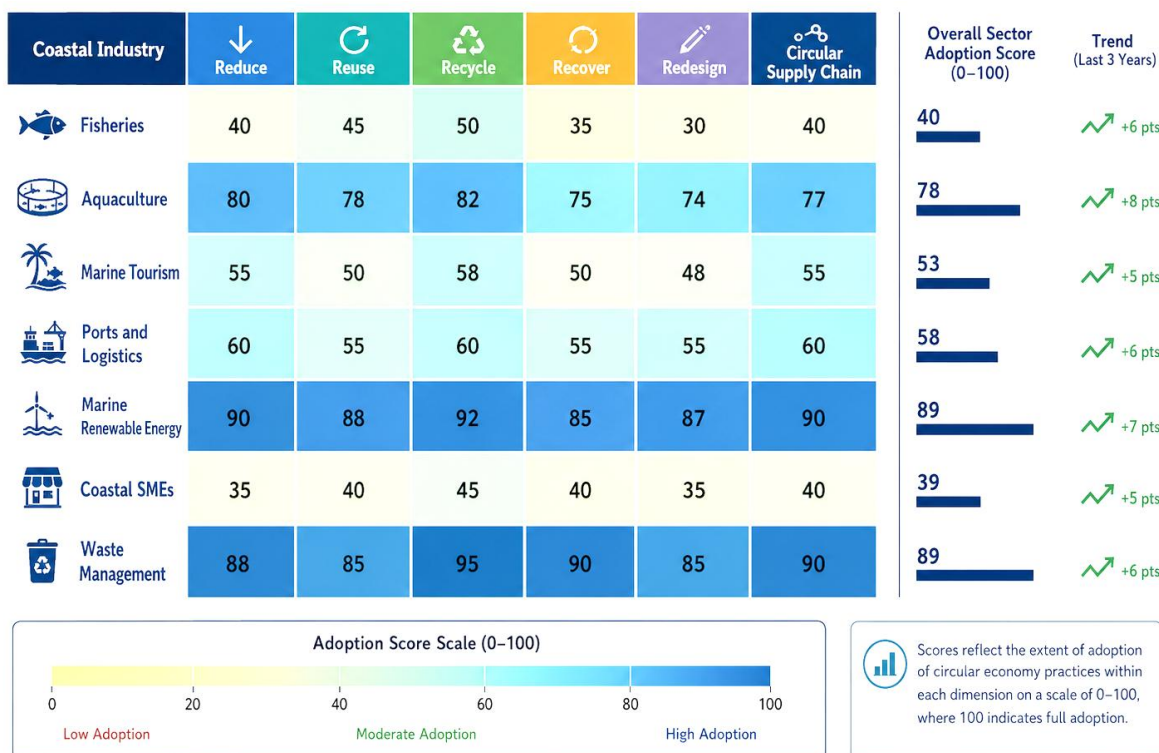 Coastal Industry
Reduce
Reuse
Recycle
Recover
Redesign
Circular
Supply Chain
Overall Sector
Adoption Score
(0–100)
Trend
(Last 3 Years)
Fisheries 40 45 50 35 30 40 40 +6 pts
Aquaculture 80 78 82 75 74 77 78 +8 pts
Marine Tourism 55 50 58 50 48 55 53 +5 pts
Ports and
Logistics 60 55 60 55 55 60 58 +6 pts
Marine
Renewable Energy 90 88 92 85 87 90 89 +7 pts
Coastal SMEs 35 40 45 40 35 40 39 +5 pts
Waste
Management 88 85 95 90 85 90 89 +6 pts
Adoption Score Scale (0–100)
0 20 40 60 80 100
Low Adoption Moderate Adoption High Adoption
Scores reflect the extent of adoption
of circular economy practices within
each dimension on a scale of 0–100,
where 100 indicates full adoption.